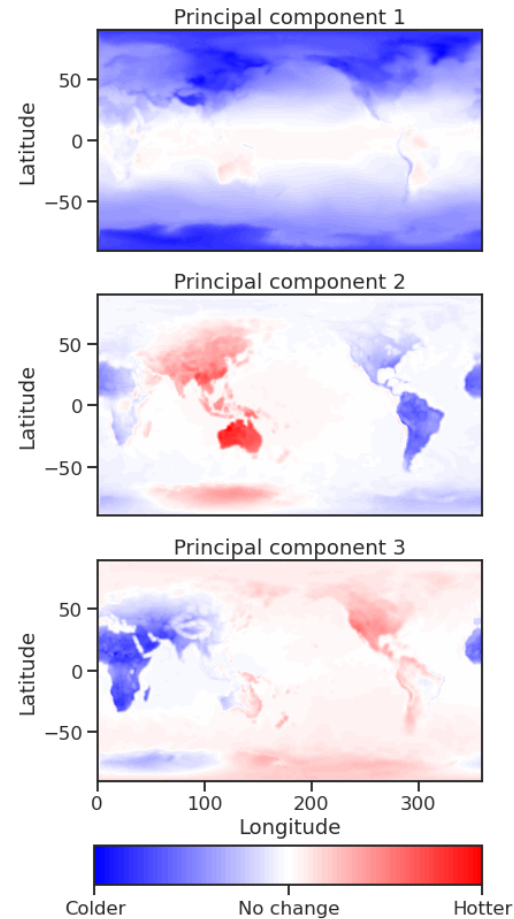 Principal component 1
50
0
−50
Latitude
Principal component 2
50
0
−50
Latitude
Principal component 3
50
0
−50
Latitude
0 100 200 300
Longitude
Colder No change Hotter